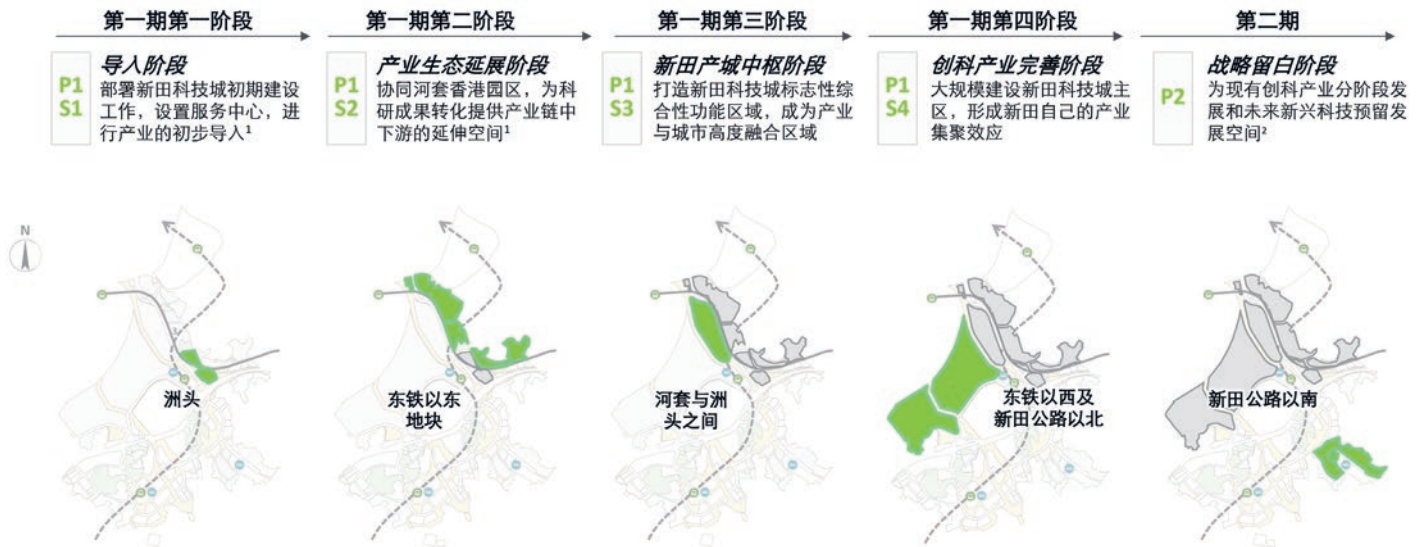 第一期第一阶段
P1
S1
导入阶段
部署新田科技城初期建设
工作，设置服务中心，进
行产业的初步导入¹
第一期第二阶段
P1
S2
产业生态延展阶段
协同河套香港园区，为科
研成果转化提供产业链中
下游的延伸空间¹
第一期第三阶段
P1
S3
新田产城中枢阶段
打造新田科技城标志性综
合性功能区域，成为产业
与城市高度融合区域
第一期第四阶段
P1
S4
创科产业完善阶段
大规模建设新田科技城主
区，形成新田自己的产业
集聚效应
第二期
P2
战略留白阶段
为现有创科产业分阶段发
展和未来新兴科技预留发
展空间²
N
洲头
东铁以东
地块
河套与洲
头之间
东铁以西及
新田公路以北
新田公路以南